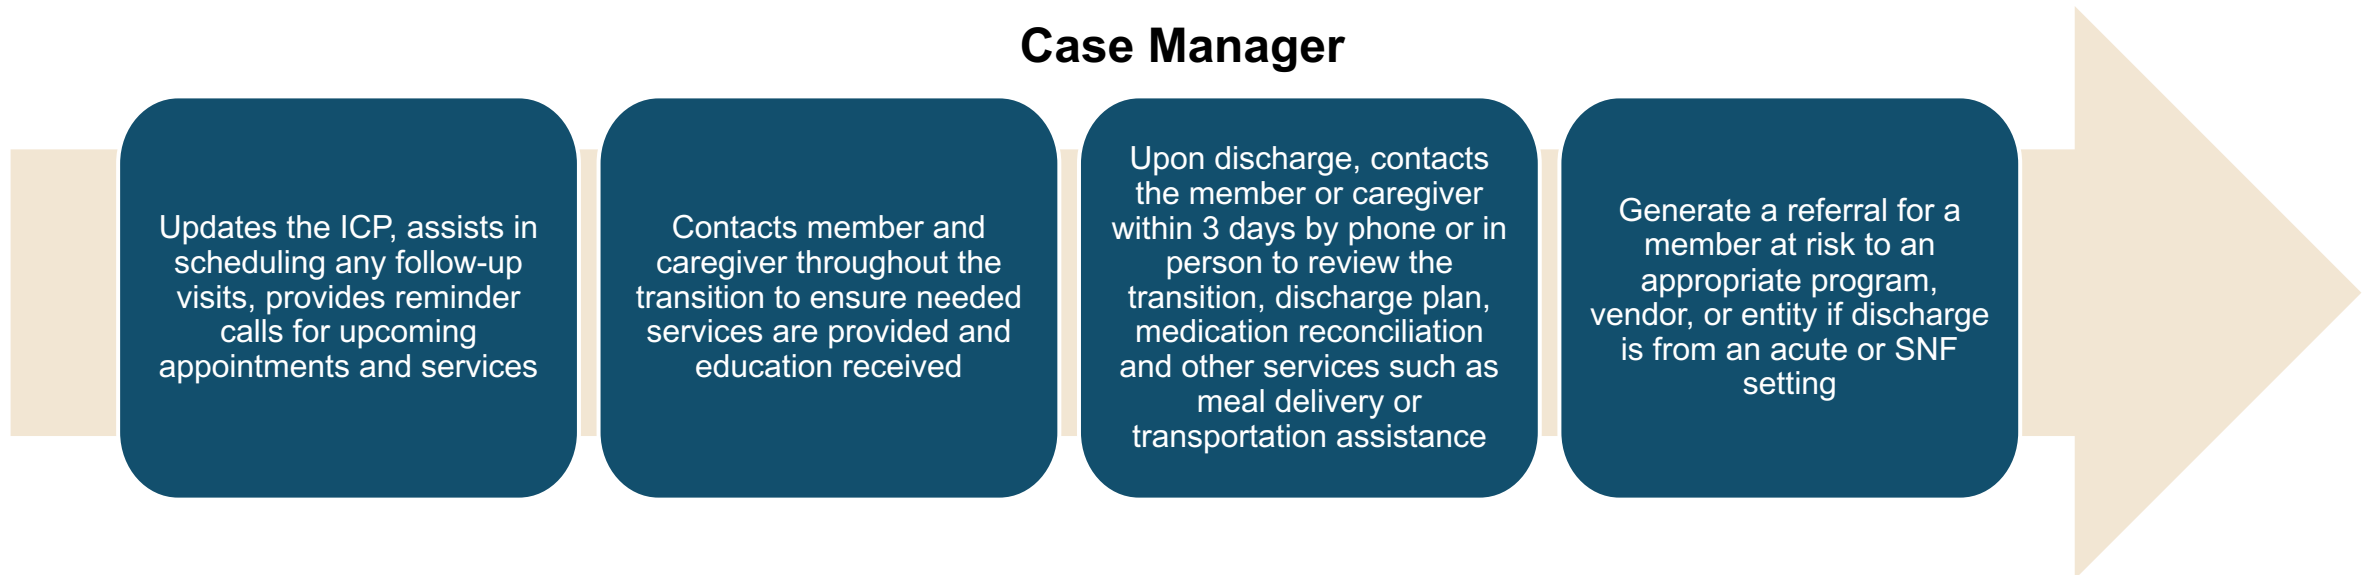 Case Manager
Updates the ICP, assists in
scheduling any follow-up
visits, provides reminder
calls for upcoming
appointments and services
Contacts member and
caregiver throughout the
transition to ensure needed
services are provided and
education received
Upon discharge, contacts
the member or caregiver
within 3 days by phone or in
person to review the
transition, discharge plan,
medication reconciliation
and other services such as
meal delivery or
transportation assistance
Generate a referral for a
member at risk to an
appropriate program,
vendor, or entity if discharge
is from an acute or SNF
setting